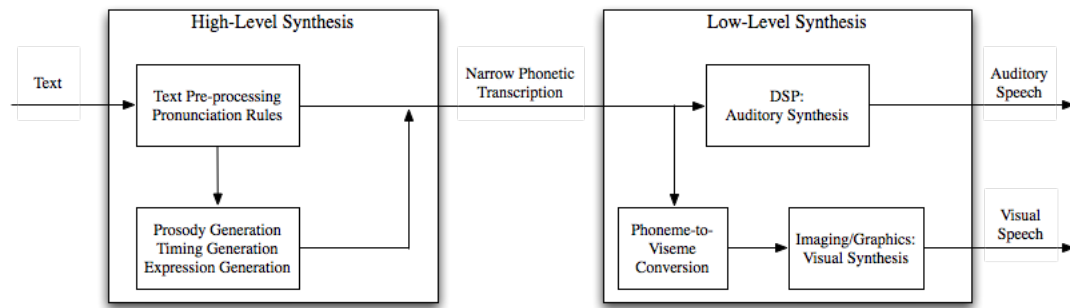 High-Level Synthesis
Low-Level Synthesis
Text
Text Pre-processing
Pronunciation Rules
Narrow Phonetic
Transcription
DSP:
Auditory Synthesis
Auditory
Speech
Prosody Generation
Timing Generation
Expression Generation
Phoneme-to-
Viseme
Conversion
Imaging/Graphics:
Visual Synthesis
Visual
Speech